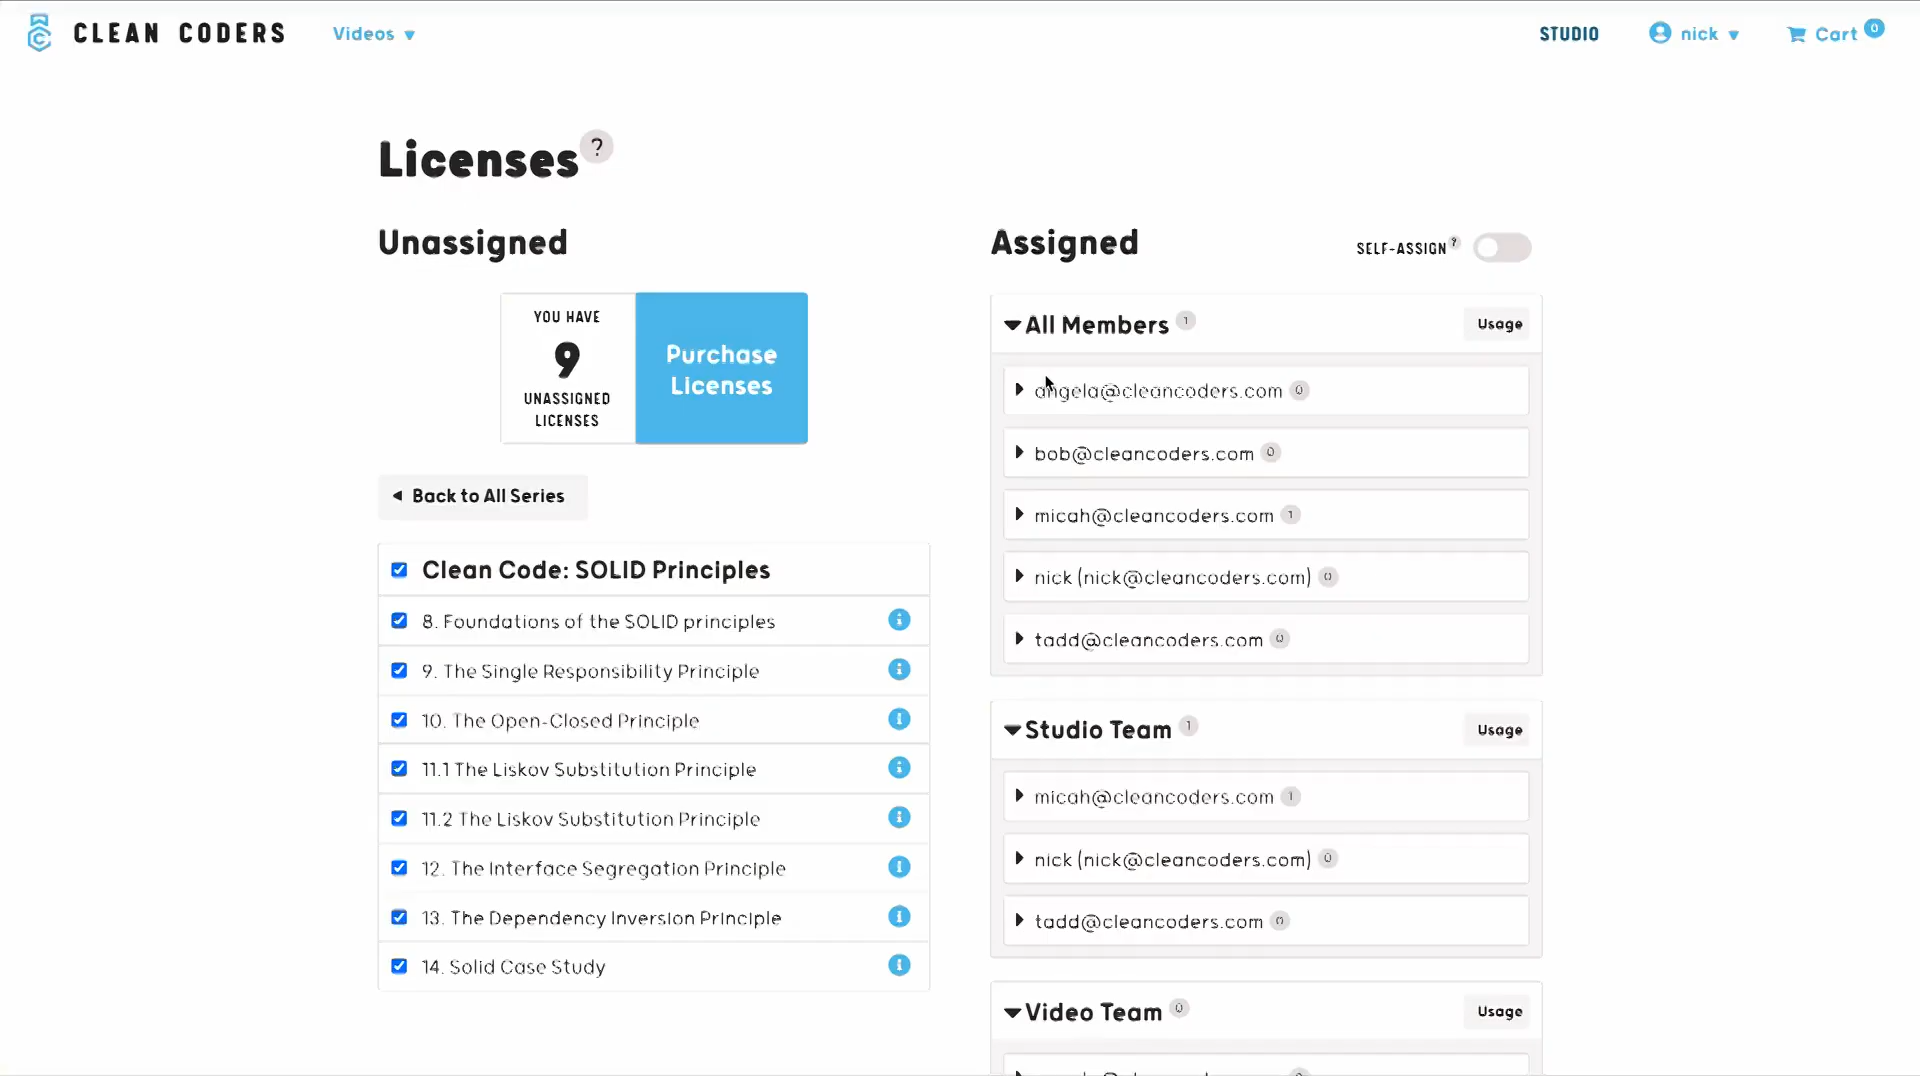 CLEAN CODERS
Videos ▼
STUDIO
nick ▼
Cart 0
Licenses ?
Unassigned
YOU HAVE
9
UNASSIGNED
LICENSES
Purchase
Licenses
◄ Back to All Series
Clean Code: SOLID Principles
8. Foundations of the SOLID principles
9. The Single Responsibility Principle
10. The Open-Closed Principle
11.1 The Liskov Substitution Principle
11.2 The Liskov Substitution Principle
12. The Interface Segregation Principle
13. The Dependency Inversion Principle
14. Solid Case Study
Assigned
SELF-ASSIGN ?
All Members 1
Usage
angela@cleancoders.com 0
bob@cleancoders.com 0
micah@cleancoders.com 1
nick (nick@cleancoders.com) 0
tadd@cleancoders.com 0
Studio Team 1
Usage
micah@cleancoders.com 1
nick (nick@cleancoders.com) 0
tadd@cleancoders.com 0
Video Team 0
Usage